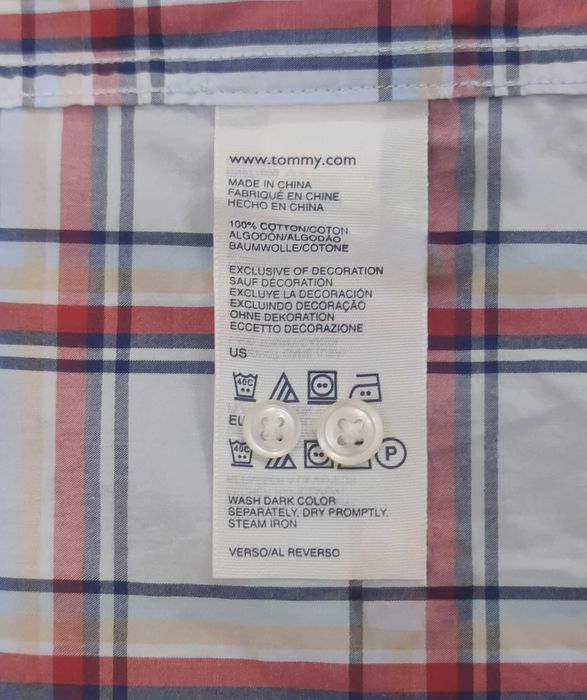 www.tommy.com
MADE IN CHINA
FABRIQUÉ EN CHINE
HECHO EN CHINA
100% COTTON/COTON
ALGODÓN/ALGODÃO
BAUMWOLLE/COTONE
EXCLUSIVE OF DECORATION
SAUF DÉCORATION
EXCLUYE LA DECORACIÓN
EXCLUINDO DECORAÇÃO
OHNE DEKORATION
ECCETTO DECORAZIONE
US
40C
EU
40C P
WASH DARK COLOR
SEPARATELY, DRY PROMPTLY.
STEAM IRON
VERSO/AL REVERSO